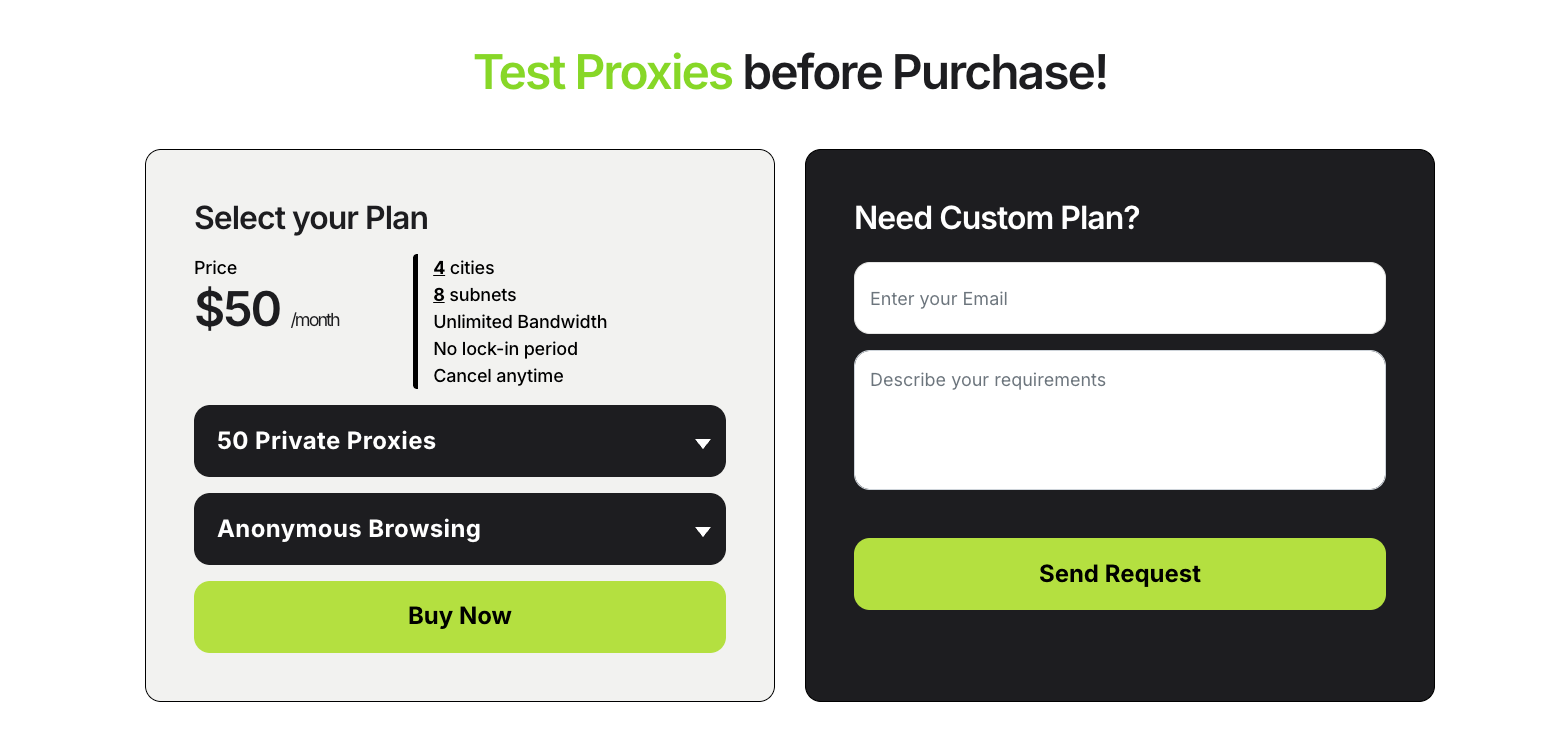 Test Proxies before Purchase!
Select your Plan
Price
$50 /month
4 cities
8 subnets
Unlimited Bandwidth
No lock-in period
Cancel anytime
50 Private Proxies
Anonymous Browsing
Buy Now
Need Custom Plan?
Enter your Email
Describe your requirements
Send Request